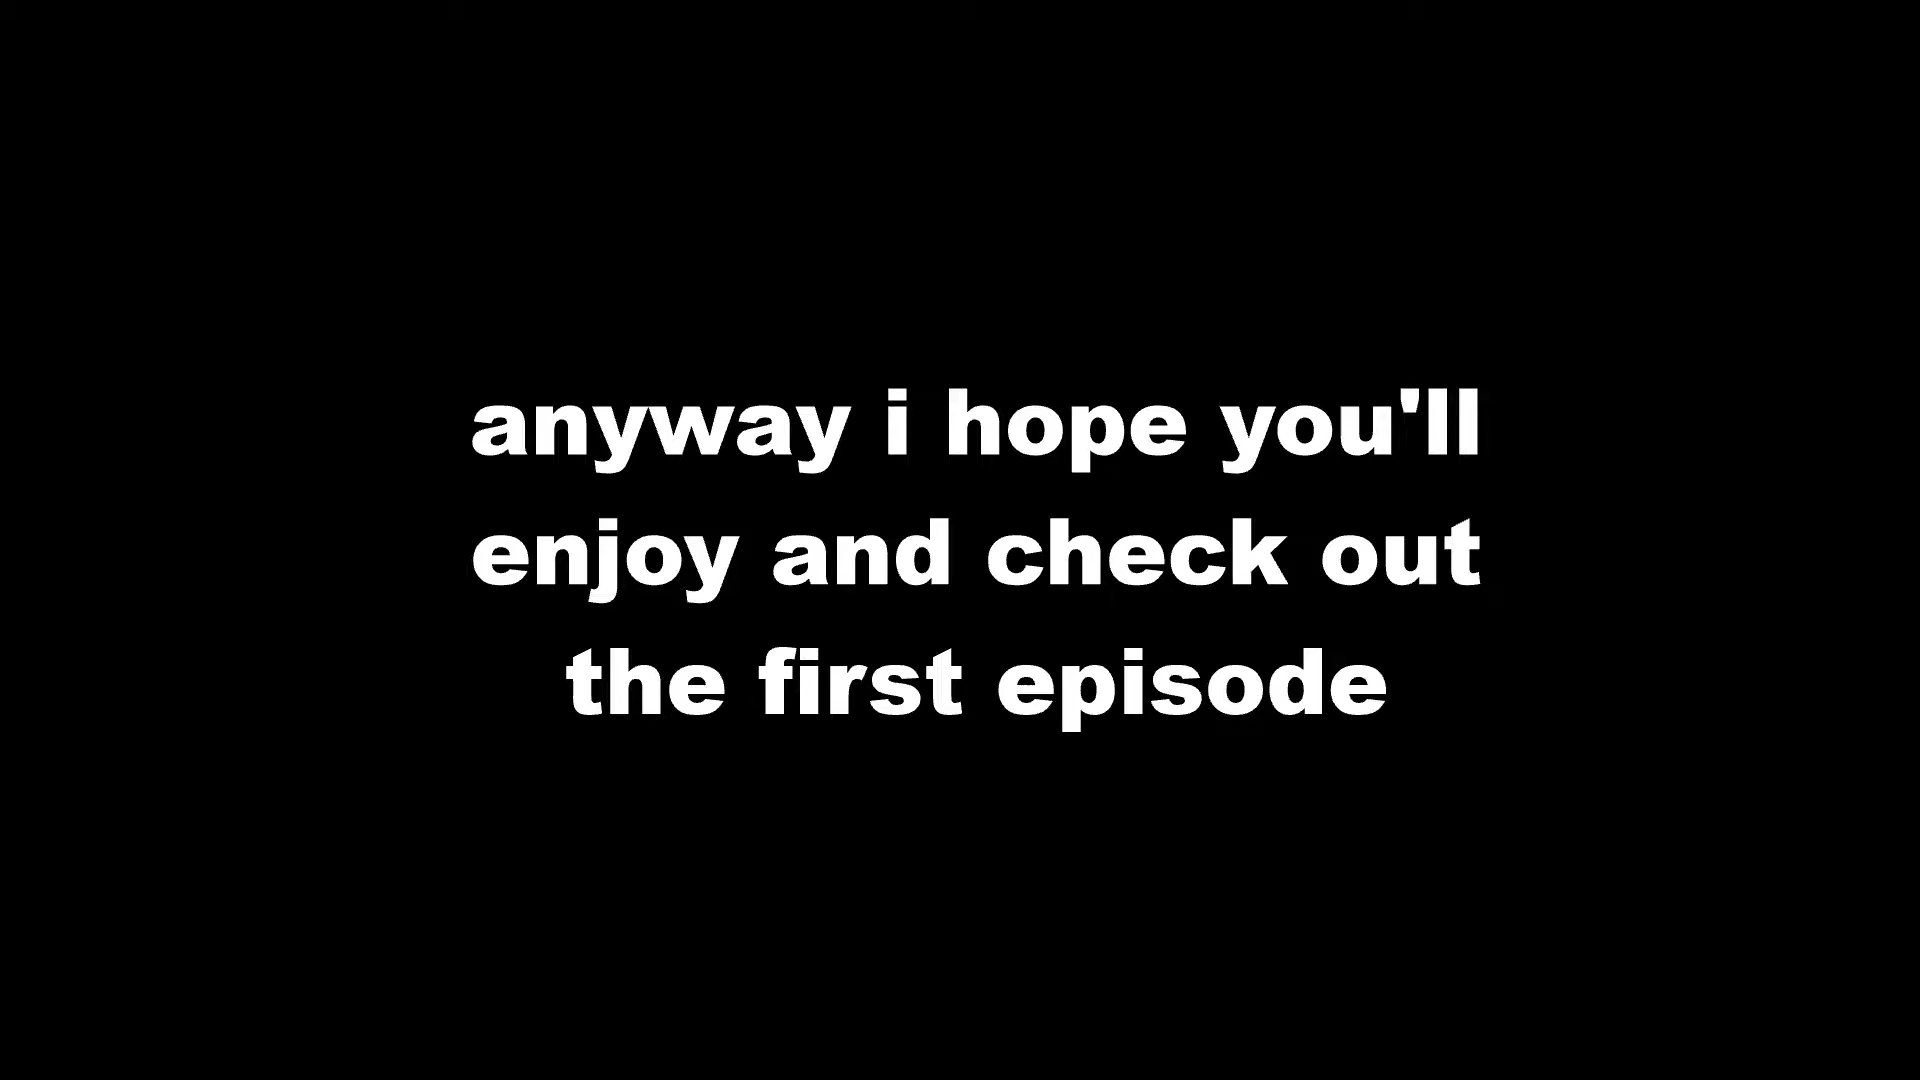 anyway i hope you'll
enjoy and check out
the first episode